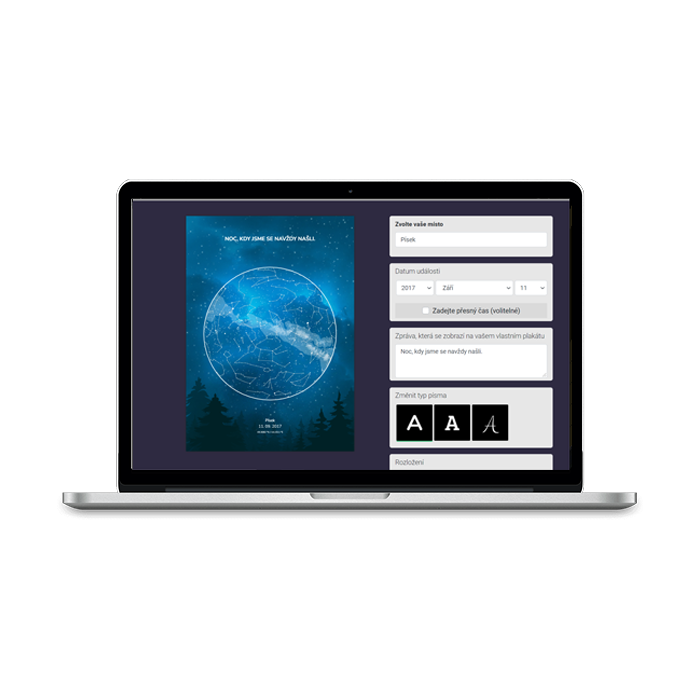 NOC, KDY JSME SE NAVŽDY NAŠLI.
Písek
11. 09. 2017
Zvolte vaše místo
Písek
Datum události
2017 Září 11
Zadejte přesný čas (volitelné)
Zpráva, která se zobrazí na vašem vlastním plakátu
Noc, kdy jsme se navždy našli.
Změnit typ písma
A A A
Rozložení